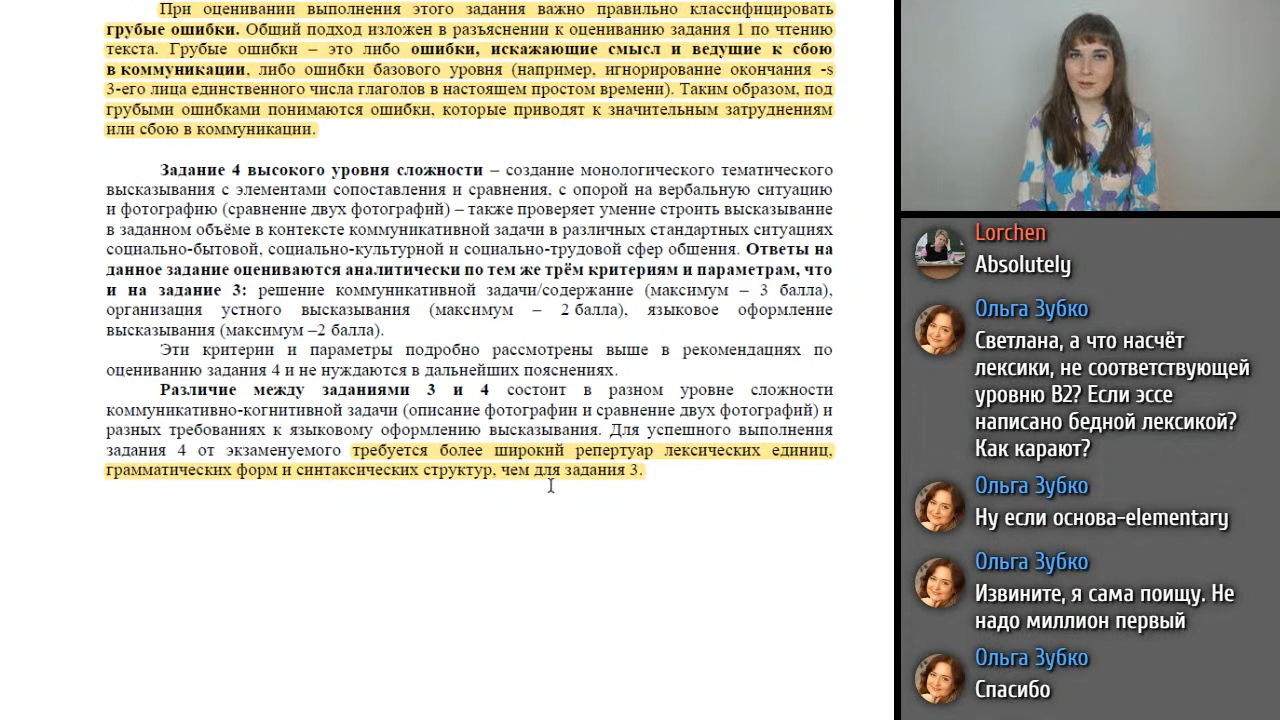 При оценивании выполнения этого задания важно правильно классифицировать
грубые ошибки. Общий подход изложен в разъяснении к оцениванию задания 1 по чтению
текста. Грубые ошибки – это либо ошибки, искажающие смысл и ведущие к сбою
в коммуникации, либо ошибки базового уровня (например, игнорирование окончания -s
3-его лица единственного числа глаголов в настояшем простом времени). Таким образом, под
грубыми ошибками понимаются ошибки, которые приводят к значительным затруднениям
или сбою в коммуникации.
Задание 4 высокого уровня сложности – создание монологического тематического
высказывания с элементами сопоставления и сравнения, с опорой на вербальную ситуацию
и фотографию (сравнение двух фотографий) – также проверяет умение строить высказывание
в заданном объёме в контексте коммуникативной задачи в различных стандартных ситуациях
социально-бытовой, социально-культурной и социально-трудовой сфер общения. Ответы на
данное задание оцениваются аналитически по тем же трём критериям и параметрам, что
и на задание 3: решение коммуникативной задачи/содержание (максимум – 3 балла),
организация устного высказывания (максимум – 2 балла), языковое оформление
высказывания (максимум –2 балла).
Эти критерии и параметры подробно рассмотрены выше в рекомендациях по
оцениванию задания 4 и не нуждаются в дальнейших пояснениях.
Различие между заданиями 3 и 4 состоит в разном уровне сложности
коммуникативно-когнитивной задачи (описание фотографии и сравнение двух фотографий) и
разных требованиях к языковому оформлению высказывания. Для успешного выполнения
задания 4 от экзаменуемого требуется более широкий репертуар лексических единиц,
грамматических форм и синтаксических структур, чем для задания 3.
Lorchen
Absolutely
Ольга Зубко
Светлана, а что насчёт
лексики, не соответствующей
уровню B2? Если эссе
написано бедной лексикой?
Как карают?
Ольга Зубко
Ну если основа-elementary
Ольга Зубко
Извините, я сама поищу. Не
надо миллион первый
Ольга Зубко
Спасибо